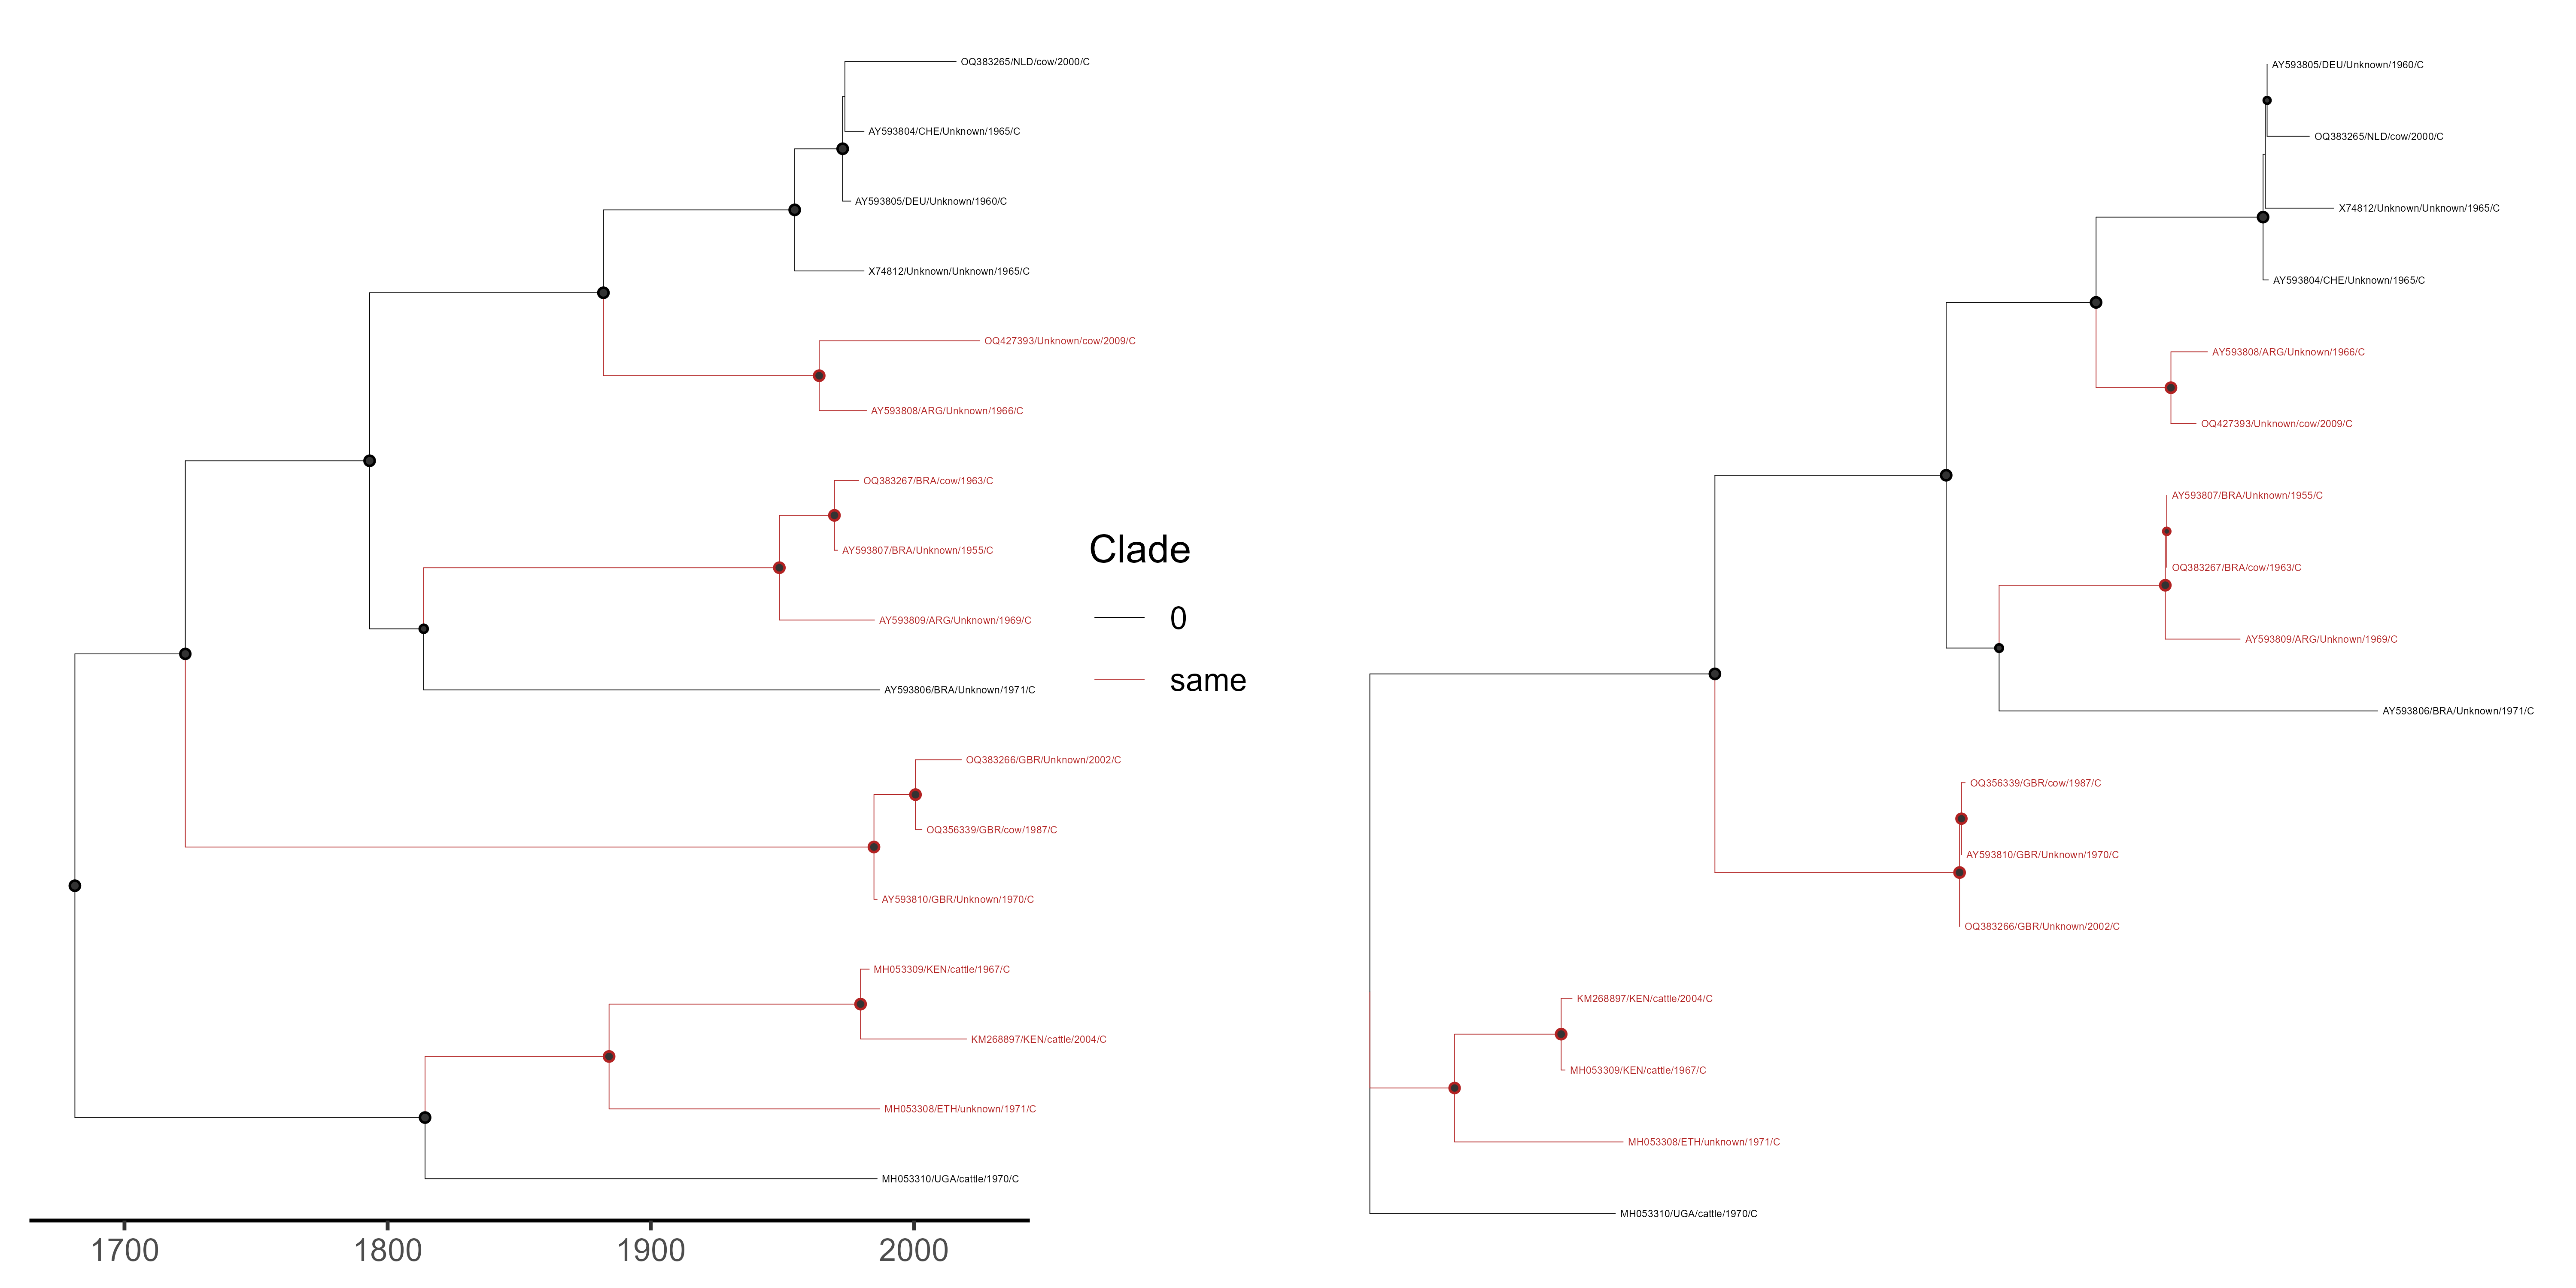 OQ383265/NLD/cow/2000/C
AY593804/CHE/Unknown/1965/C
AY593805/DEU/Unknown/1960/C
X74812/Unknown/Unknown/1965/C
OQ427393/Unknown/cow/2009/C
AY593808/ARG/Unknown/1966/C
OQ383267/BRA/cow/1963/C
AY593807/BRA/Unknown/1955/C
AY593809/ARG/Unknown/1969/C
AY593806/BRA/Unknown/1971/C
OQ383266/GBR/Unknown/2002/C
OQ356339/GBR/cow/1987/C
AY593810/GBR/Unknown/1970/C
MH053309/KEN/cattle/1967/C
KM268897/KEN/cattle/2004/C
MH053308/ETH/unknown/1971/C
MH053310/UGA/cattle/1970/C
1700 1800 1900 2000
Clade
0
same
AY593805/DEU/Unknown/1960/C
OQ383265/NLD/cow/2000/C
X74812/Unknown/Unknown/1965/C
AY593804/CHE/Unknown/1965/C
AY593808/ARG/Unknown/1966/C
OQ427393/Unknown/cow/2009/C
AY593807/BRA/Unknown/1955/C
OQ383267/BRA/cow/1963/C
AY593809/ARG/Unknown/1969/C
AY593806/BRA/Unknown/1971/C
OQ356339/GBR/cow/1987/C
AY593810/GBR/Unknown/1970/C
OQ383266/GBR/Unknown/2002/C
KM268897/KEN/cattle/2004/C
MH053309/KEN/cattle/1967/C
MH053308/ETH/unknown/1971/C
MH053310/UGA/cattle/1970/C